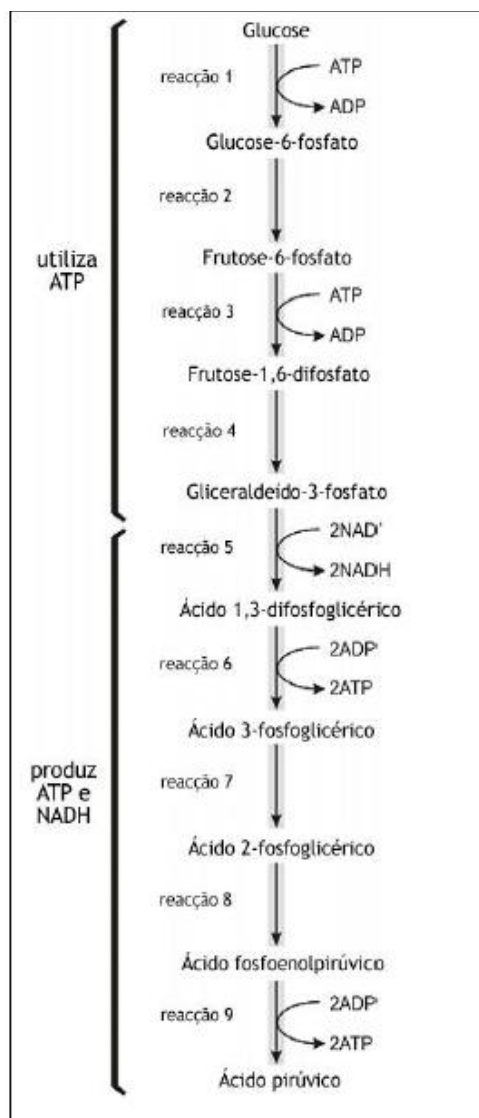 Glucose
reacção 1
ATP
ADP
Glucose-6-fosfato
reacção 2
utiliza
ATP
Frutose-6-fosfato
reacção 3
ATP
ADP
Frutose-1,6-difosfato
reacção 4
Gliceraldeído-3-fosfato
reacção 5
2NAD⁺
2NADH
Ácido 1,3-difosfoglicérico
reacção 6
2ADP
2ATP
Ácido 3-fosfoglicérico
produz
ATP e
NADH
reacção 7
Ácido 2-fosfoglicérico
reacção 8
Ácido fosfoenolpirúvico
reacção 9
2ADP
2ATP
Ácido pirúvico